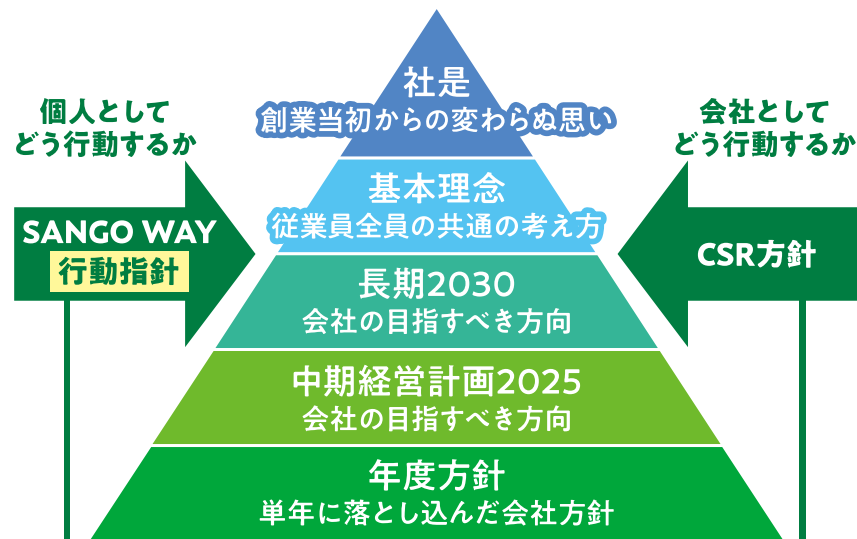 社是
創業当初からの変わらぬ思い
個人として
どう行動するか
会社として
どう行動するか
基本理念
従業員全員の共通の考え方
SANGO WAY
行動指針
CSR方針
長期2030
会社の目指すべき方向
中期経営計画2025
会社の目指すべき方向
年度方針
単年に落とし込んだ会社方針